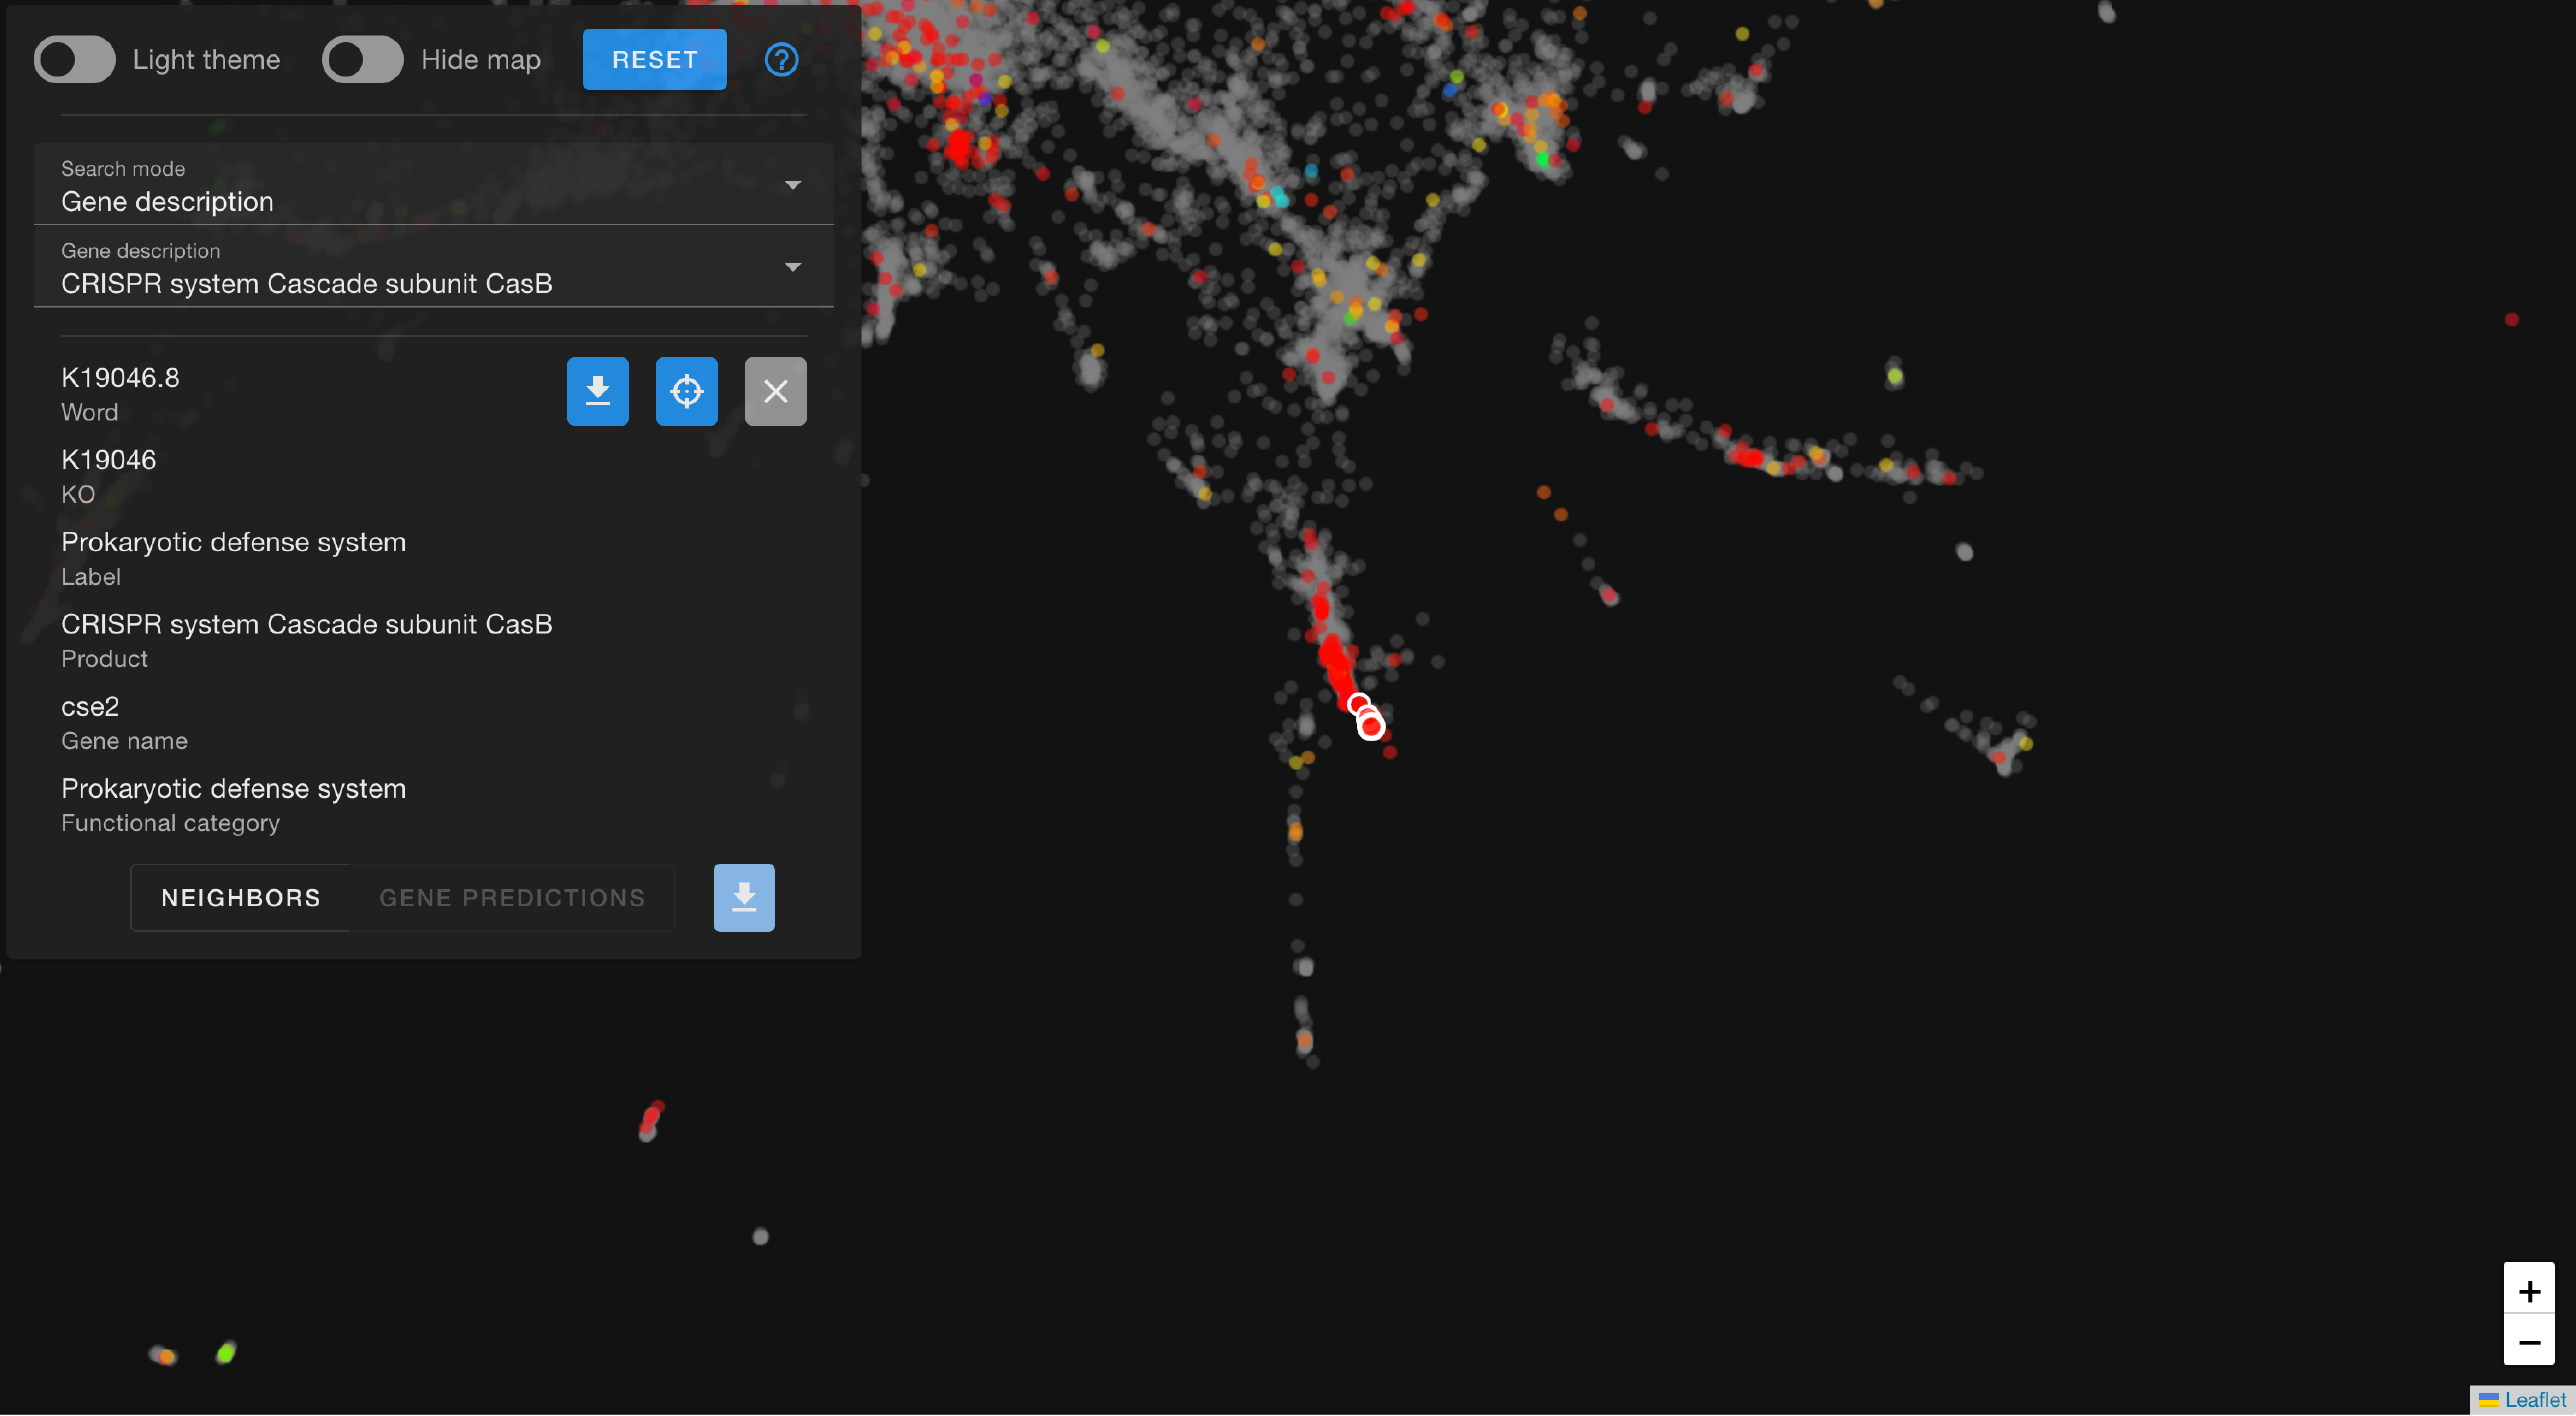 Light theme
Hide map
RESET
Search mode
Gene description
Gene description
CRISPR system Cascade subunit CasB
K19046.8
Word
K19046
KO
Prokaryotic defense system
Label
CRISPR system Cascade subunit CasB
Product
cse2
Gene name
Prokaryotic defense system
Functional category
NEIGHBORS
GENE PREDICTIONS
+
−
Leaflet